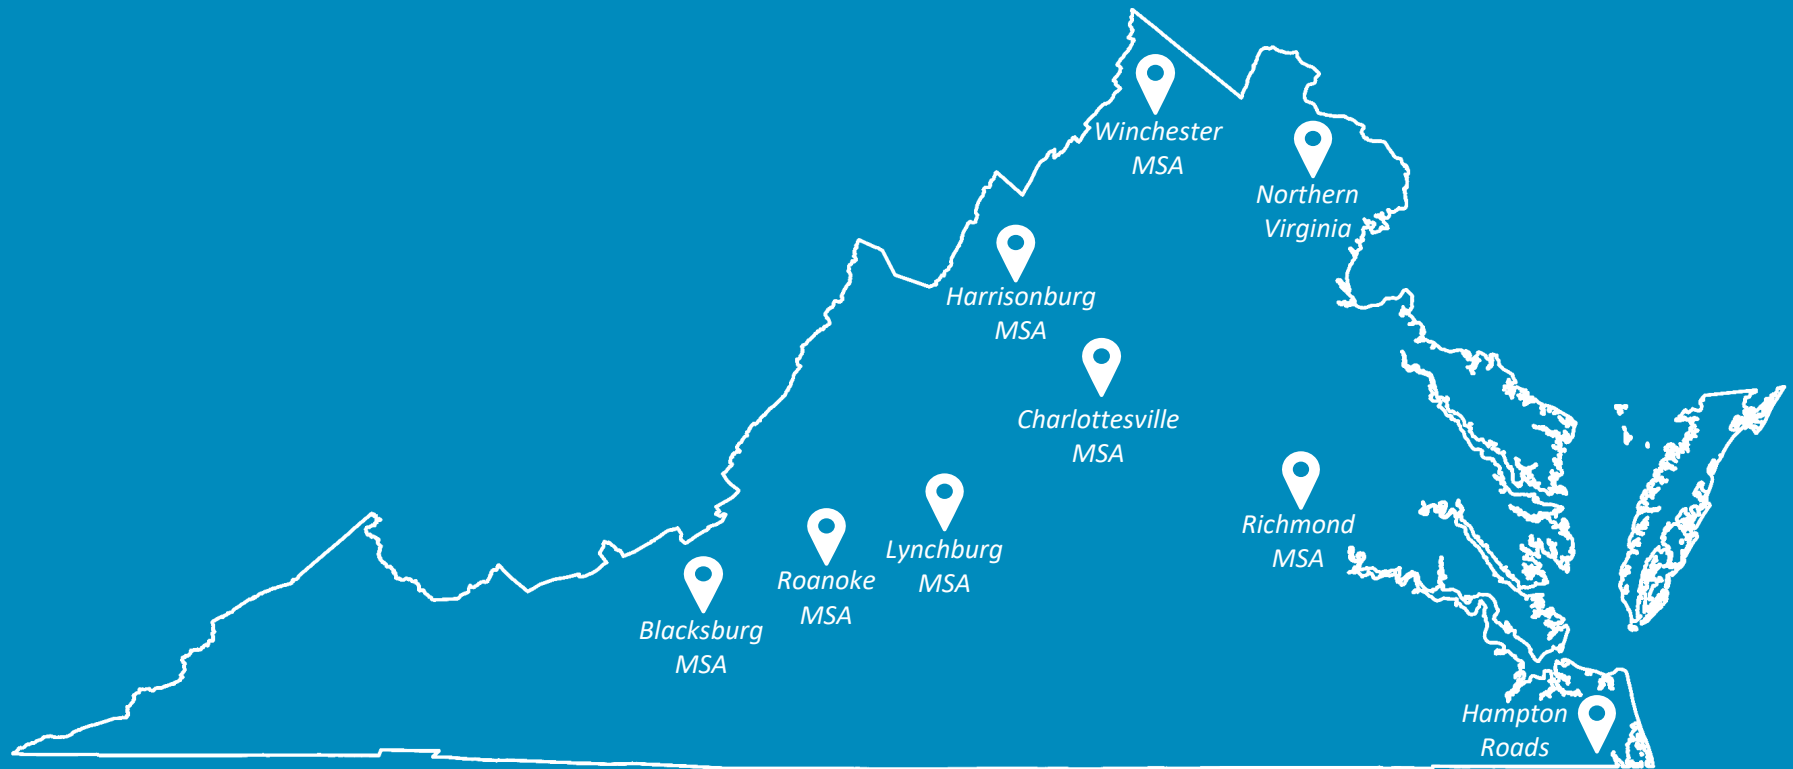 Winchester
MSA
Northern
Virginia
Harrisonburg
MSA
Charlottesville
MSA
Richmond
MSA
Lynchburg
MSA
Roanoke
MSA
Blacksburg
MSA
Hampton
Roads